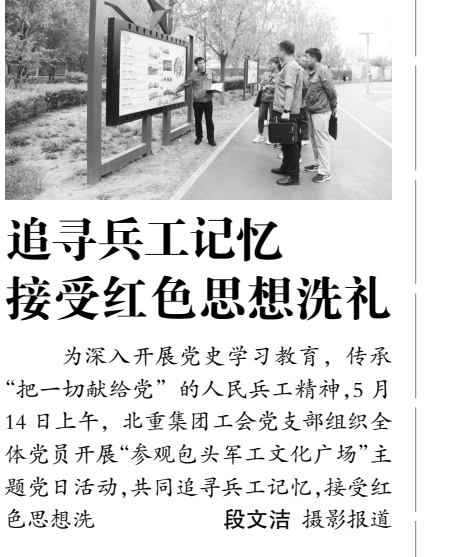 追寻兵工记忆
接受红色思想洗礼
为深入开展党史学习教育，传承
“把一切献给党”的人民兵工精神,5 月
14 日上午，北重集团工会党支部组织全
体党员开展“参观包头军工文化广场”主
题党日活动,共同追寻兵工记忆,接受红
色思想洗 段文洁 摄影报道